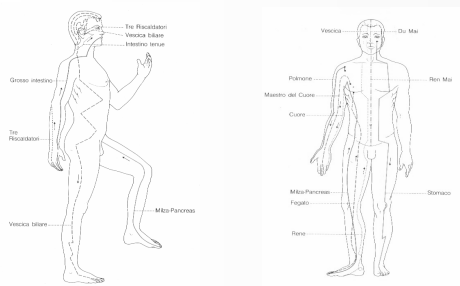 Tre Riscaldatori
Vescica biliare
Intestino tenue
Grosso intestino
Tre
Riscaldatori
Vescica biliare
Milza-Pancreas
Vescica
Du Mai
Polmone
Ren Mai
Maestro del Cuore
Cuore
Milza-Pancreas
Fegato
Stomaco
Rene